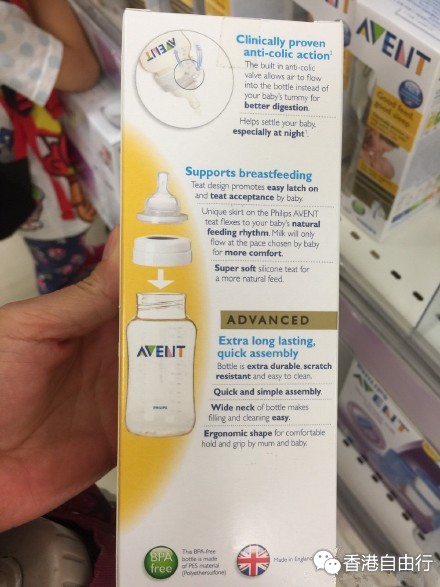 AVENT
Clinically proven
anti-colic action²
The built in anti-colic
valve allows air to flow
into the bottle instead of
your baby's tummy for
better digestion.
Helps settle your baby,
especially at night¹.
Supports breastfeeding
Teat design promotes easy latch on
and teat acceptance by baby.
Unique skirt on the Philips AVENT
teat flexes to your baby's natural
feeding rhythm. Milk will only
flow at the pace chosen by baby
for more comfort.
Super soft silicone teat for
a more natural feed.
ADVANCED
Extra long lasting,
quick assembly
Bottle is extra durable, scratch
resistant and easy to clean.
Quick and simple assembly.
Wide neck of bottle makes
filling and cleaning easy.
Ergonomic shape for comfortable
hold and grip by mum and baby.
AVENT
PHILIPS
BPA
free
This BPA-free
bottle is made
of PES material
(Polyethersulfone)
Made in England
AVENT
AVENT
香港自由行